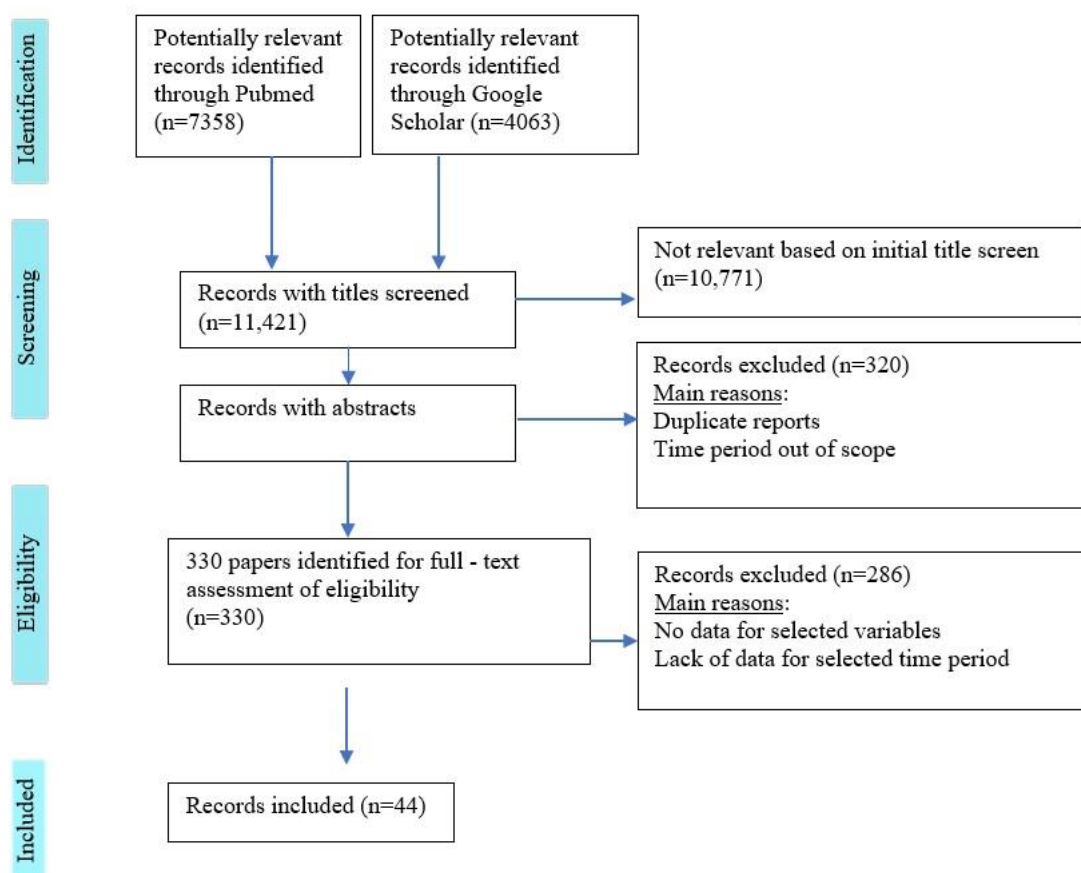 Identification
Potentially relevant
records identified
through Pubmed
(n=7358)
Potentially relevant
records identified
through Google
Scholar (n=4063)
Screening
Records with titles screened
(n=11,421)
Not relevant based on initial title screen
(n=10,771)
Records with abstracts
Records excluded (n=320)
Main reasons:
Duplicate reports
Time period out of scope
Eligibility
330 papers identified for full - text
assessment of eligibility
(n=330)
Records excluded (n=286)
Main reasons:
No data for selected variables
Lack of data for selected time period
Included
Records included (n=44)